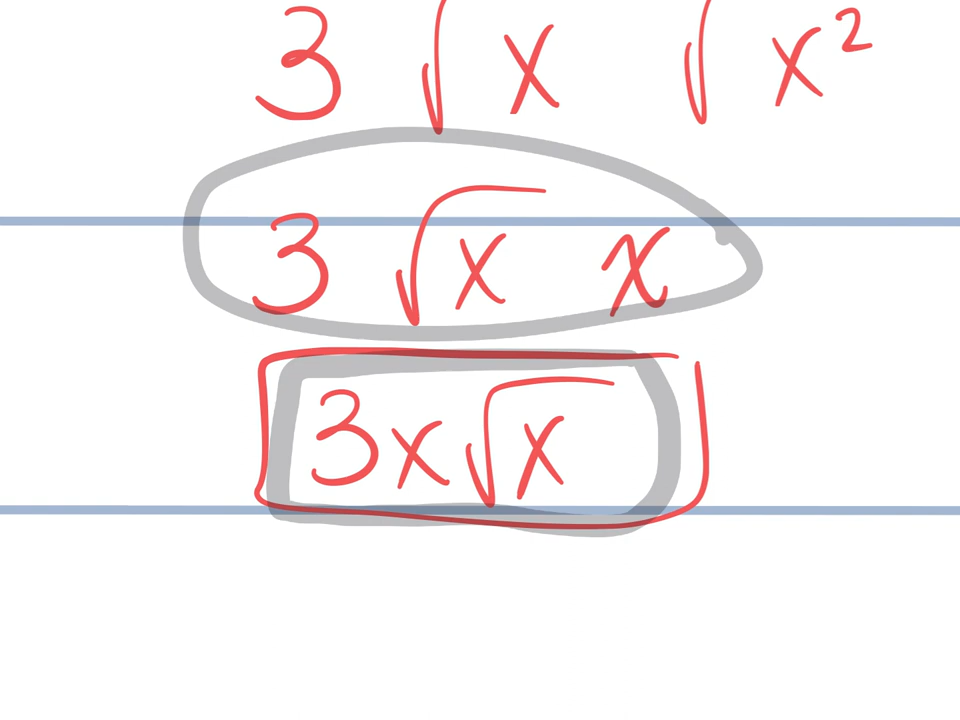 3 √x √x²
3 √x x
3x√x